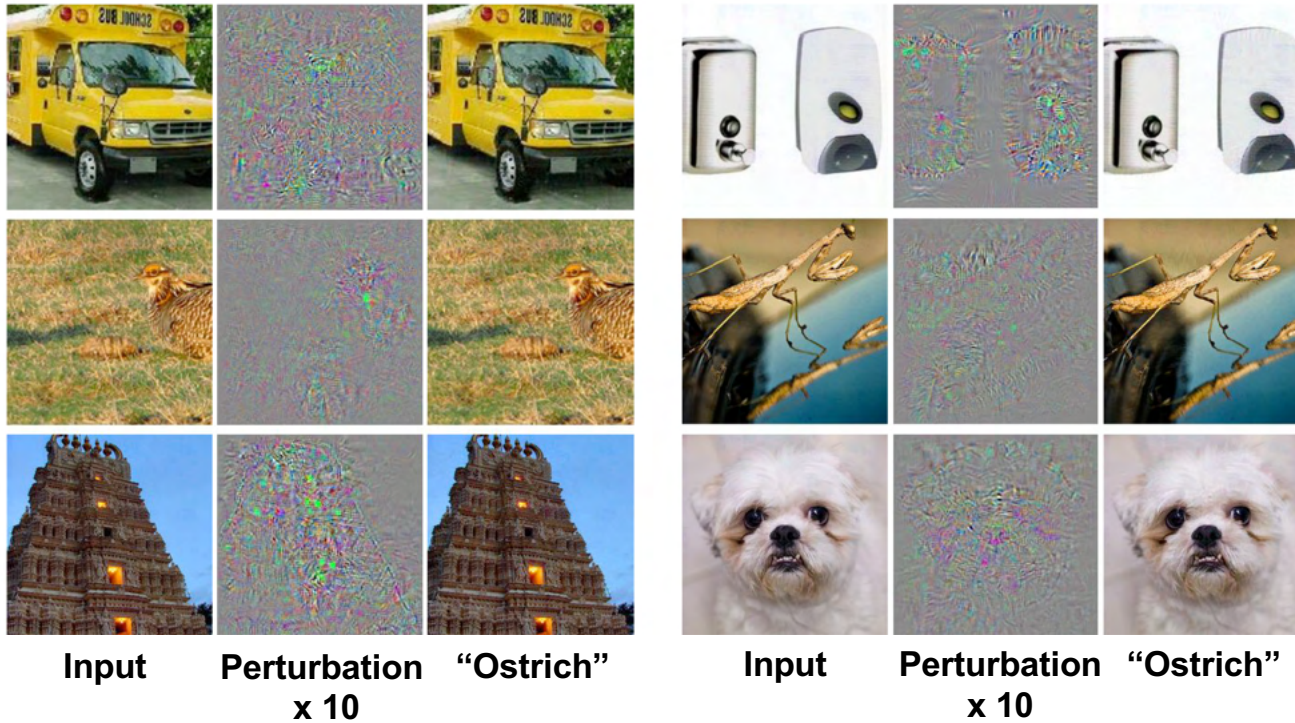 SCHOOL BUS
SCHOOL BUS
Input
Perturbation
x 10
“Ostrich”
Input
Perturbation
x 10
“Ostrich”